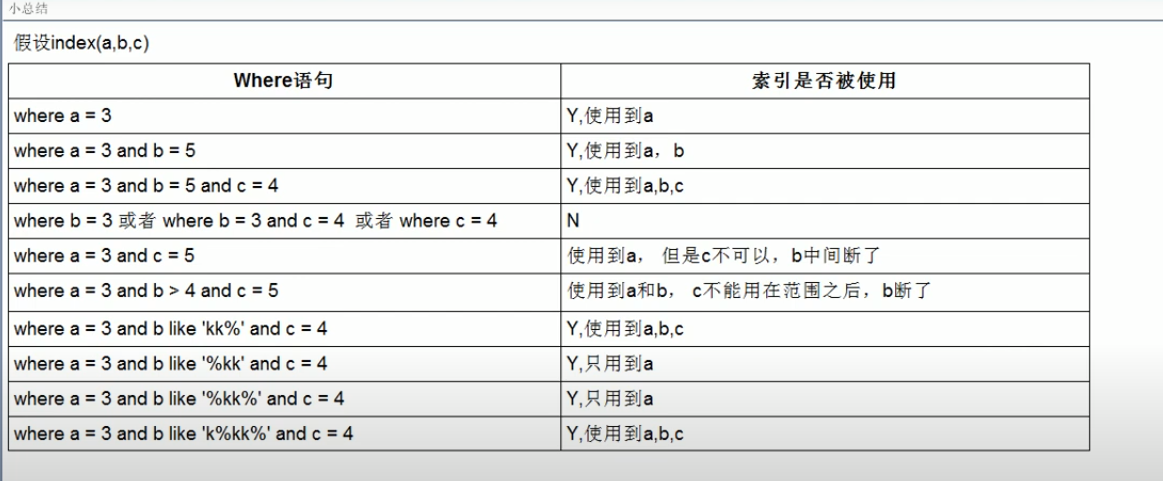 小总结
假设index(a,b,c)
Where语句 索引是否被使用
where a = 3 Y,使用到a
where a = 3 and b = 5 Y,使用到a，b
where a = 3 and b = 5 and c = 4 Y,使用到a,b,c
where b = 3 或者 where b = 3 and c = 4 或者 where c = 4 N
where a = 3 and c = 5 使用到a， 但是c不可以，b中间断了
where a = 3 and b > 4 and c = 5 使用到a和b， c不能用在范围之后，b断了
where a = 3 and b like 'kk%' and c = 4 Y,使用到a,b,c
where a = 3 and b like '%kk' and c = 4 Y,只用到a
where a = 3 and b like '%kk%' and c = 4 Y,只用到a
where a = 3 and b like 'k%kk%' and c = 4 Y,使用到a,b,c